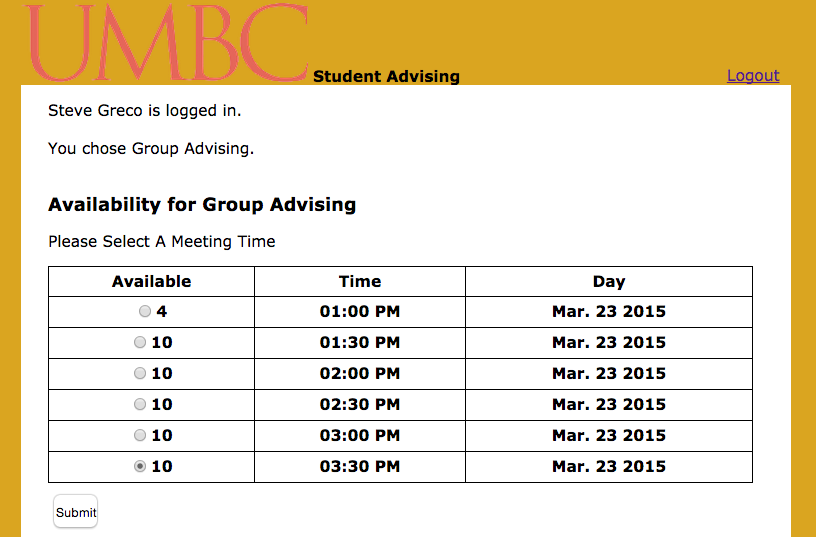 UMBC Student Advising Logout
Steve Greco is logged in.
You chose Group Advising.
Availability for Group Advising
Please Select A Meeting Time
Available Time Day
4 01:00 PM Mar. 23 2015
10 01:30 PM Mar. 23 2015
10 02:00 PM Mar. 23 2015
10 02:30 PM Mar. 23 2015
10 03:00 PM Mar. 23 2015
10 03:30 PM Mar. 23 2015
Submit